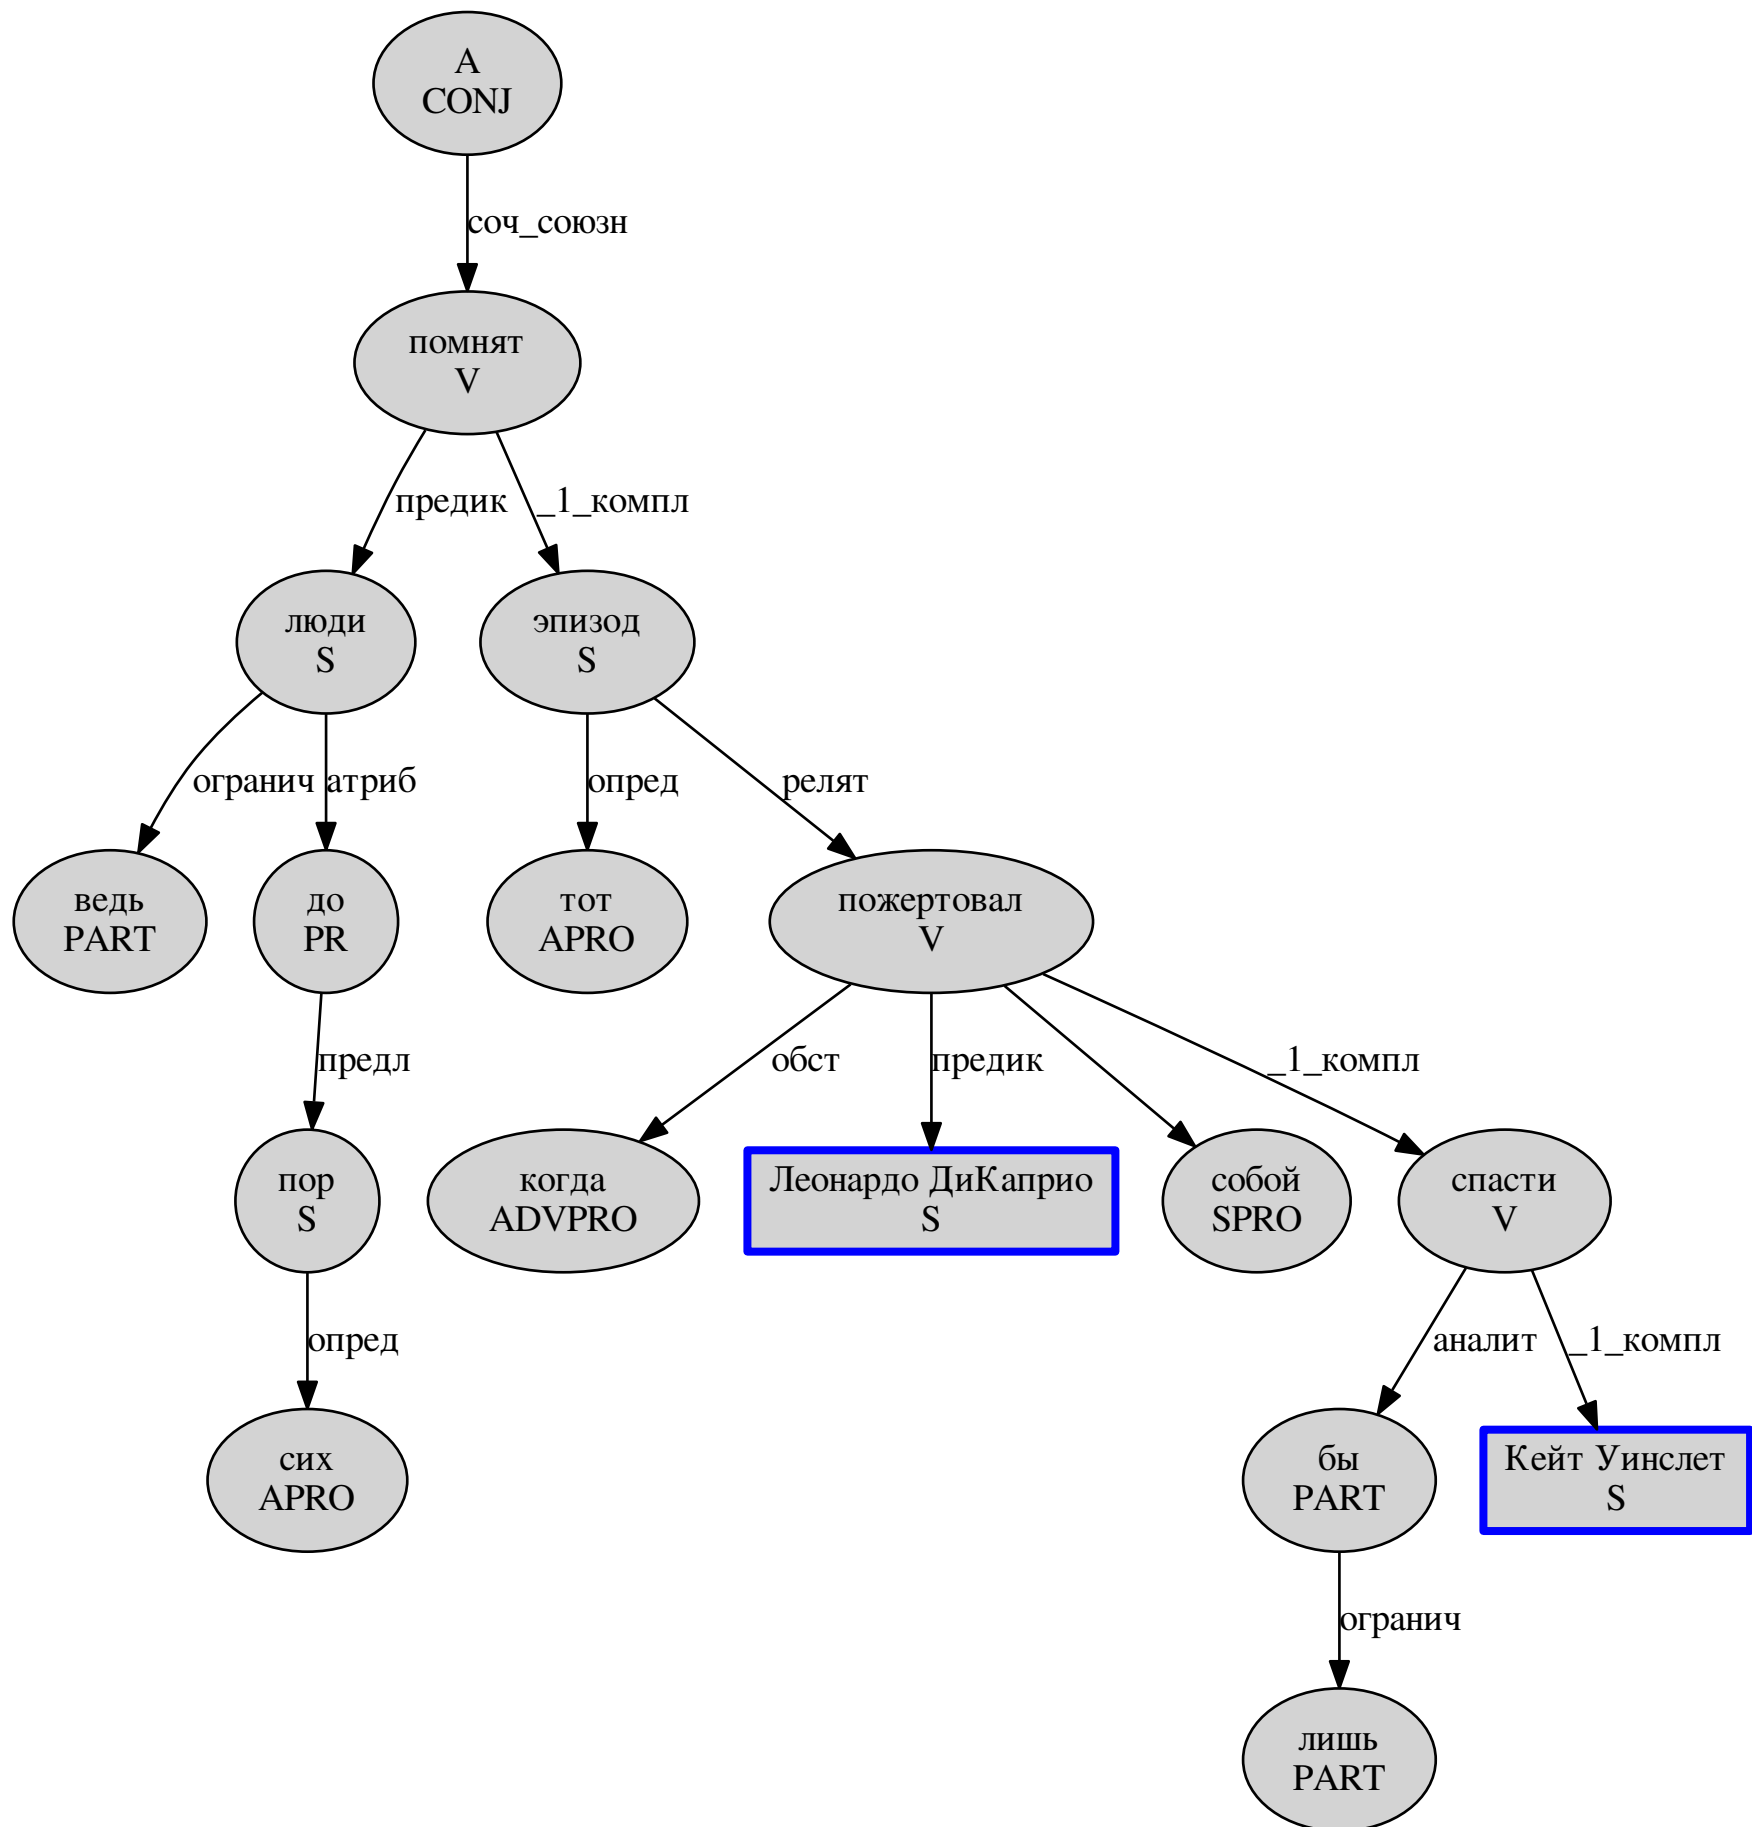 А
CONJ
соч_союзн
помнят
V
предик
_1_компл
люди
S
эпизод
S
огранич
атриб
опред
релят
ведь
PART
до
PR
тот
APRO
пожертовал
V
предл
обст
предик
_1_компл
пор
S
когда
ADVPRO
Леонардо ДиКаприо
S
собой
SPRO
спасти
V
опред
аналит
_1_компл
сих
APRO
бы
PART
Кейт Уинслет
S
огранич
лишь
PART